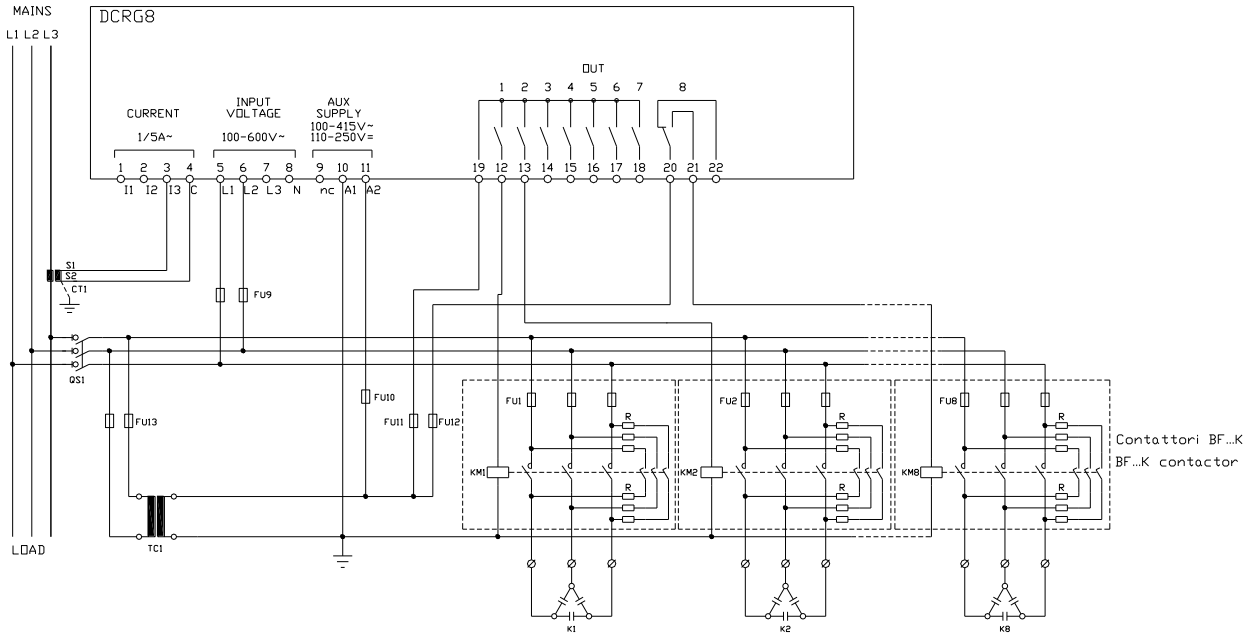 MAINS
L1 L2 L3
DCRG8
OUT
1 2 3 4 5 6 7 8
CURRENT
1/5A~
INPUT
VOLTAGE
100-600V~
AUX
SUPPLY
100-415V~
110-250V=
1 2 3 4 5 6 7 8 9 10 11 19 12 13 14 15 16 17 18 20 21 22
I1 I2 I3 C L1 L2 L3 N nc A1 A2
S1
S2
CT1
FU9
QS1
FU10
FU13
FU11
FU12
FU1
FU2
FU8
R
R
R
KM1
KM2
KM8
R
R
R
Contattori BF...K
BF...K contactor
LOAD
TC1
K1
K2
K8